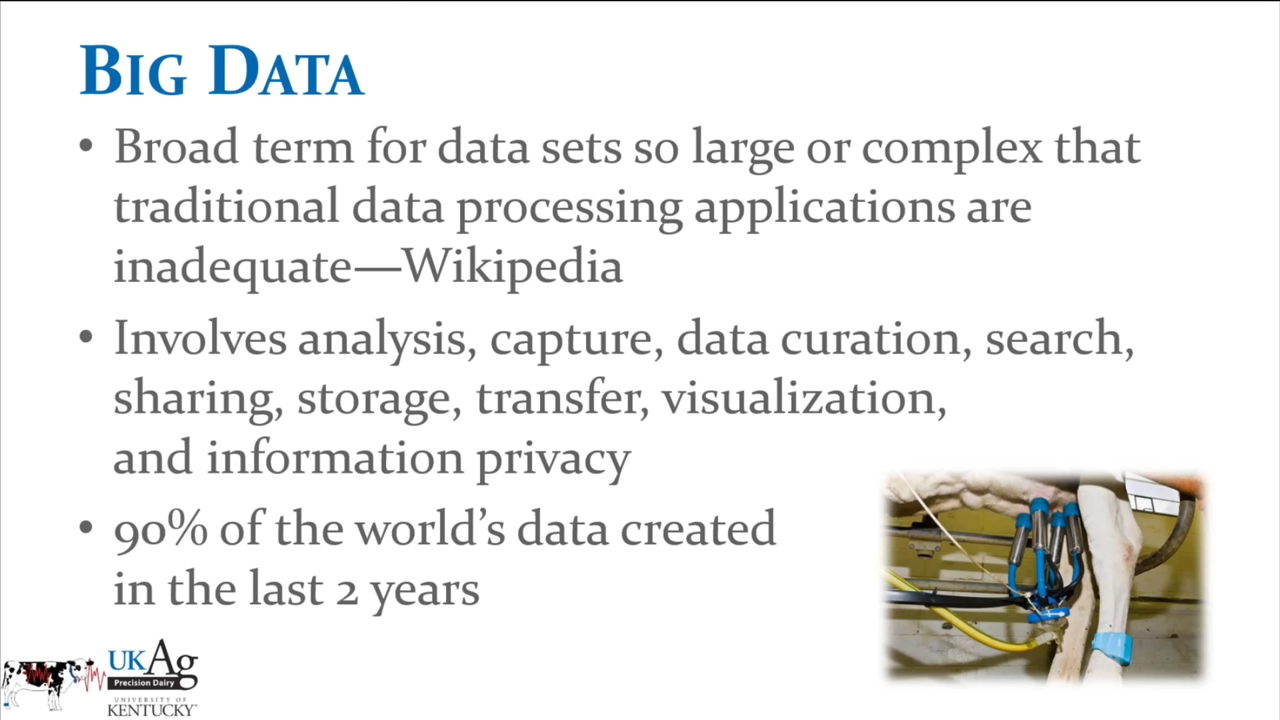 BIG DATA
• Broad term for data sets so large or complex that
traditional data processing applications are
inadequate—Wikipedia
• Involves analysis, capture, data curation, search,
sharing, storage, transfer, visualization,
and information privacy
• 90% of the world’s data created
in the last 2 years
UKAg
Precision Dairy
UNIVERSITY OF
KENTUCKY